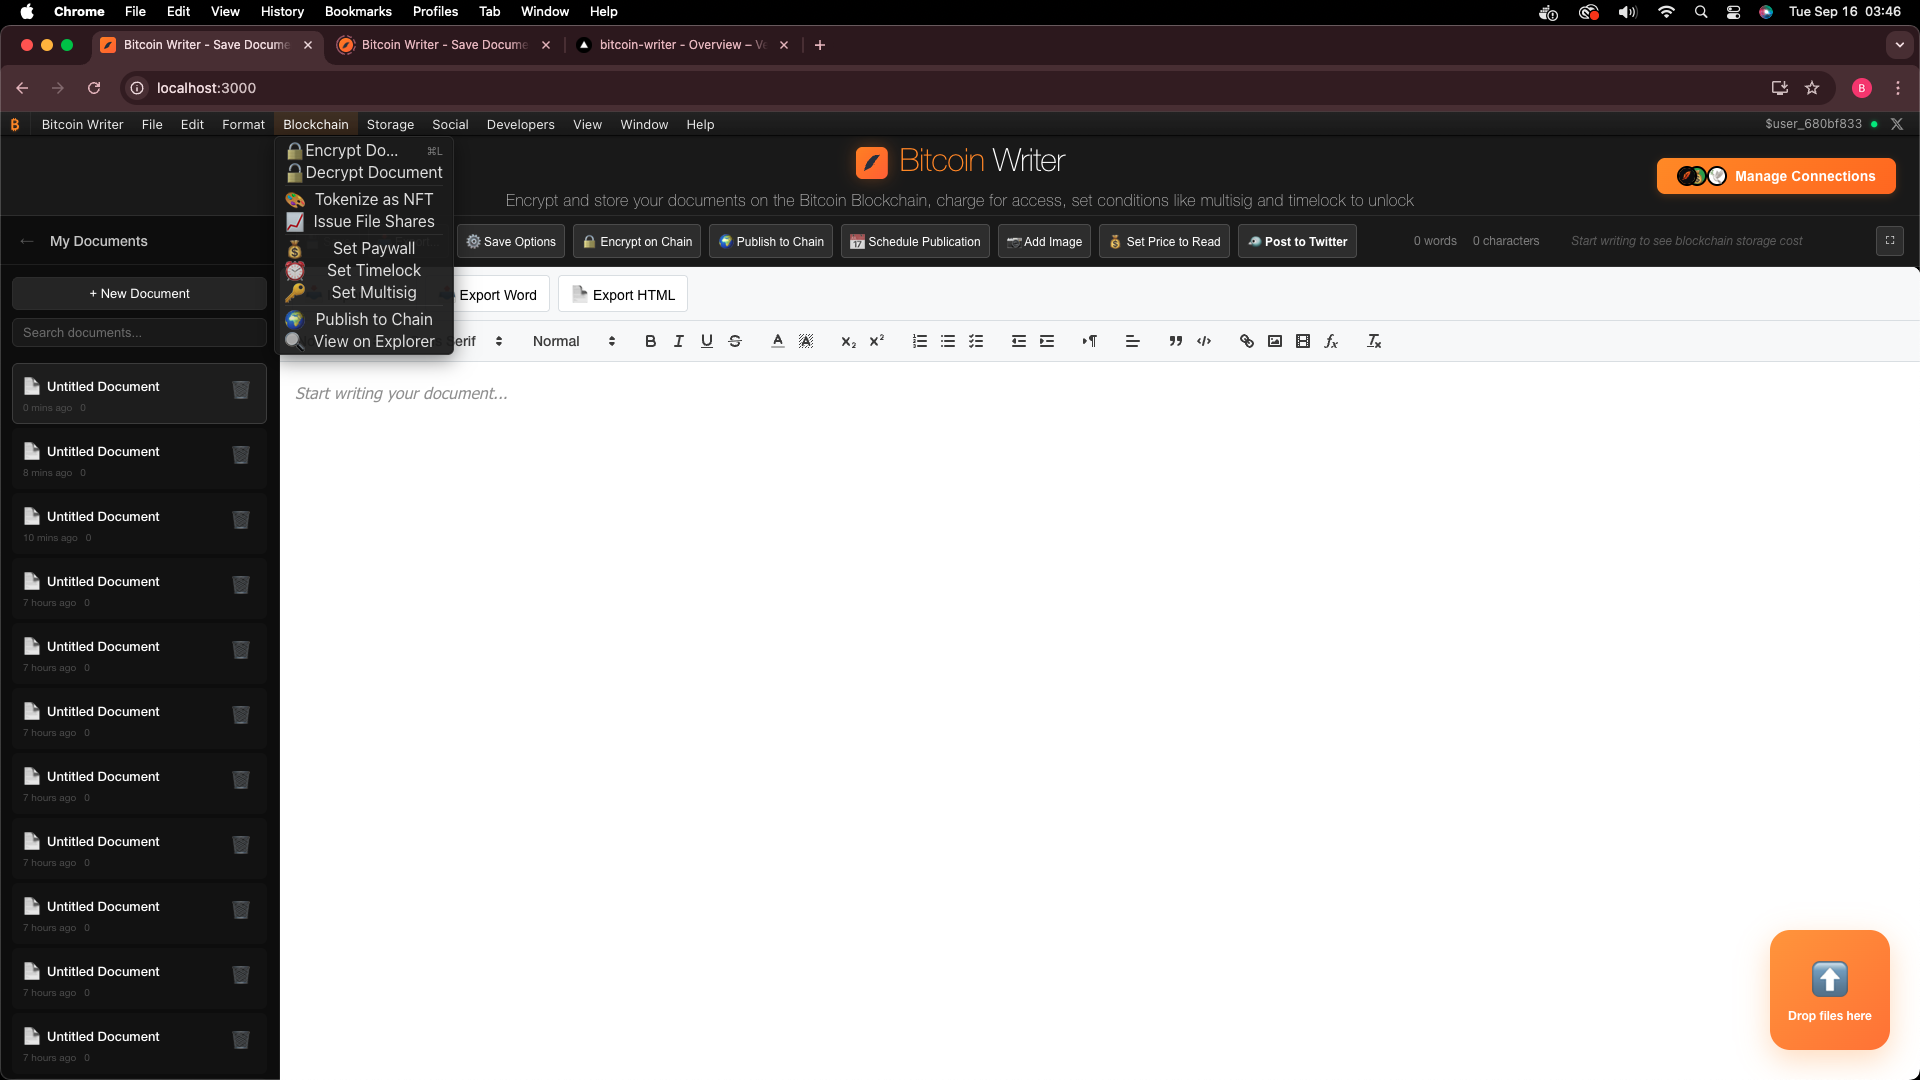 Chrome File Edit View History Bookmarks Profiles Tab Window Help Tue Sep 16 03:46
Bitcoin Writer - Save Docume Bitcoin Writer - Save Docume bitcoin-writer - Overview – Ve
localhost:3000 B
Bitcoin Writer File Edit Format Blockchain Storage Social Developers View Window Help $user_680bf833
Encrypt Do... ⌘L
Decrypt Document
Tokenize as NFT
Issue File Shares
Set Paywall
Set Timelock
Set Multisig
Publish to Chain
View on Explorer
Bitcoin Writer
Encrypt and store your documents on the Bitcoin Blockchain, charge for access, set conditions like multisig and timelock to unlock
Manage Connections
← My Documents
Save Options Encrypt on Chain Publish to Chain Schedule Publication Add Image Set Price to Read Post to Twitter 0 words 0 characters Start writing to see blockchain storage cost
+ New Document
Search documents...
Export Word Export HTML
Serif Normal
Start writing your document...
Untitled Document
0 mins ago 0
Untitled Document
8 mins ago 0
Untitled Document
10 mins ago 0
Untitled Document
7 hours ago 0
Untitled Document
7 hours ago 0
Untitled Document
7 hours ago 0
Untitled Document
7 hours ago 0
Untitled Document
7 hours ago 0
Untitled Document
7 hours ago 0
Untitled Document
7 hours ago 0
Untitled Document
7 hours ago 0
Drop files here